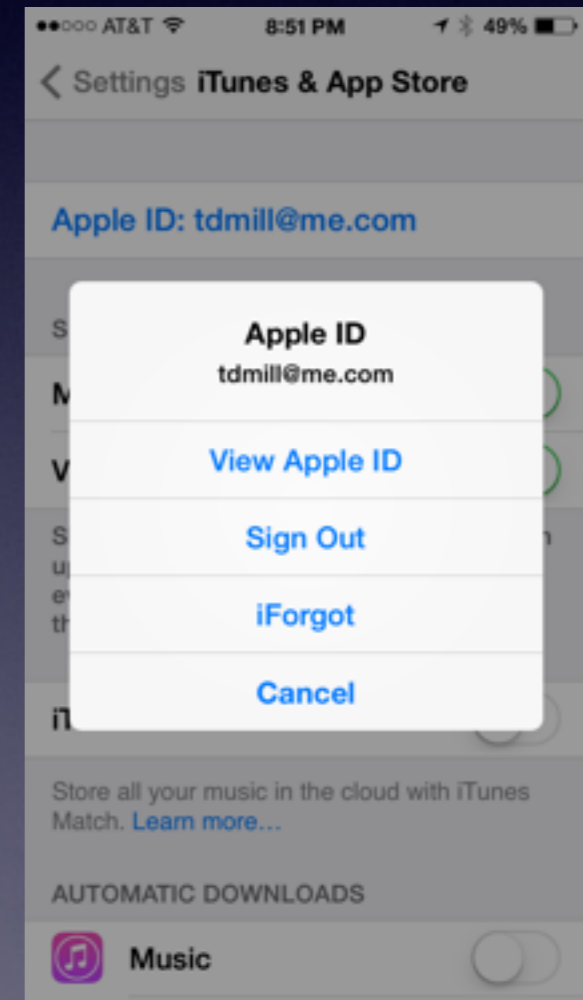 AT&T 8:51 PM 49%
Settings iTunes & App Store
Apple ID: tdmill@me.com
Apple ID
tdmill@me.com
View Apple ID
Sign Out
iForgot
Cancel
Store all your music in the cloud with iTunes
Match. Learn more...
AUTOMATIC DOWNLOADS
Music